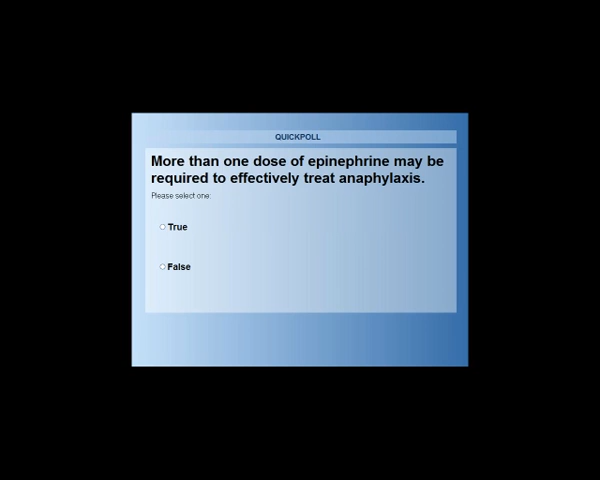 QUICKPOLL
More than one dose of epinephrine may be
required to effectively treat anaphylaxis.
Please select one:
True
False